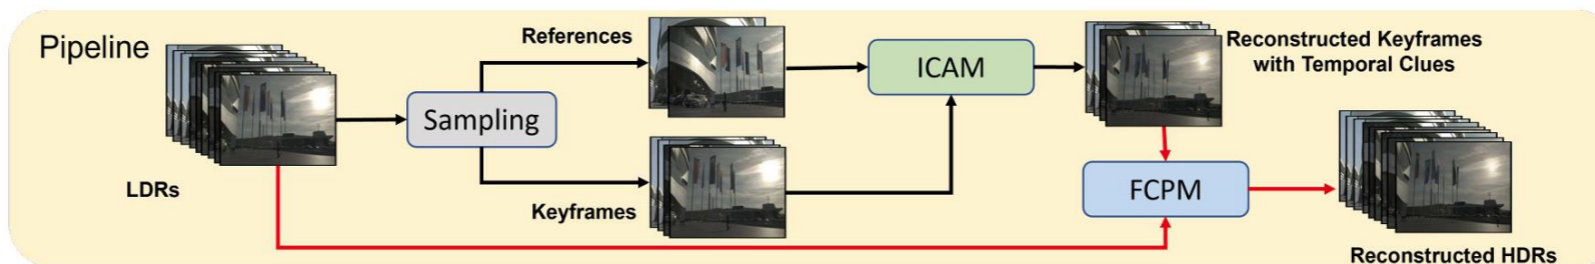 Pipeline
References
ICAM
Reconstructed Keyframes
with Temporal Clues
Sampling
LDRs
Keyframes
FCPM
Reconstructed HDRs